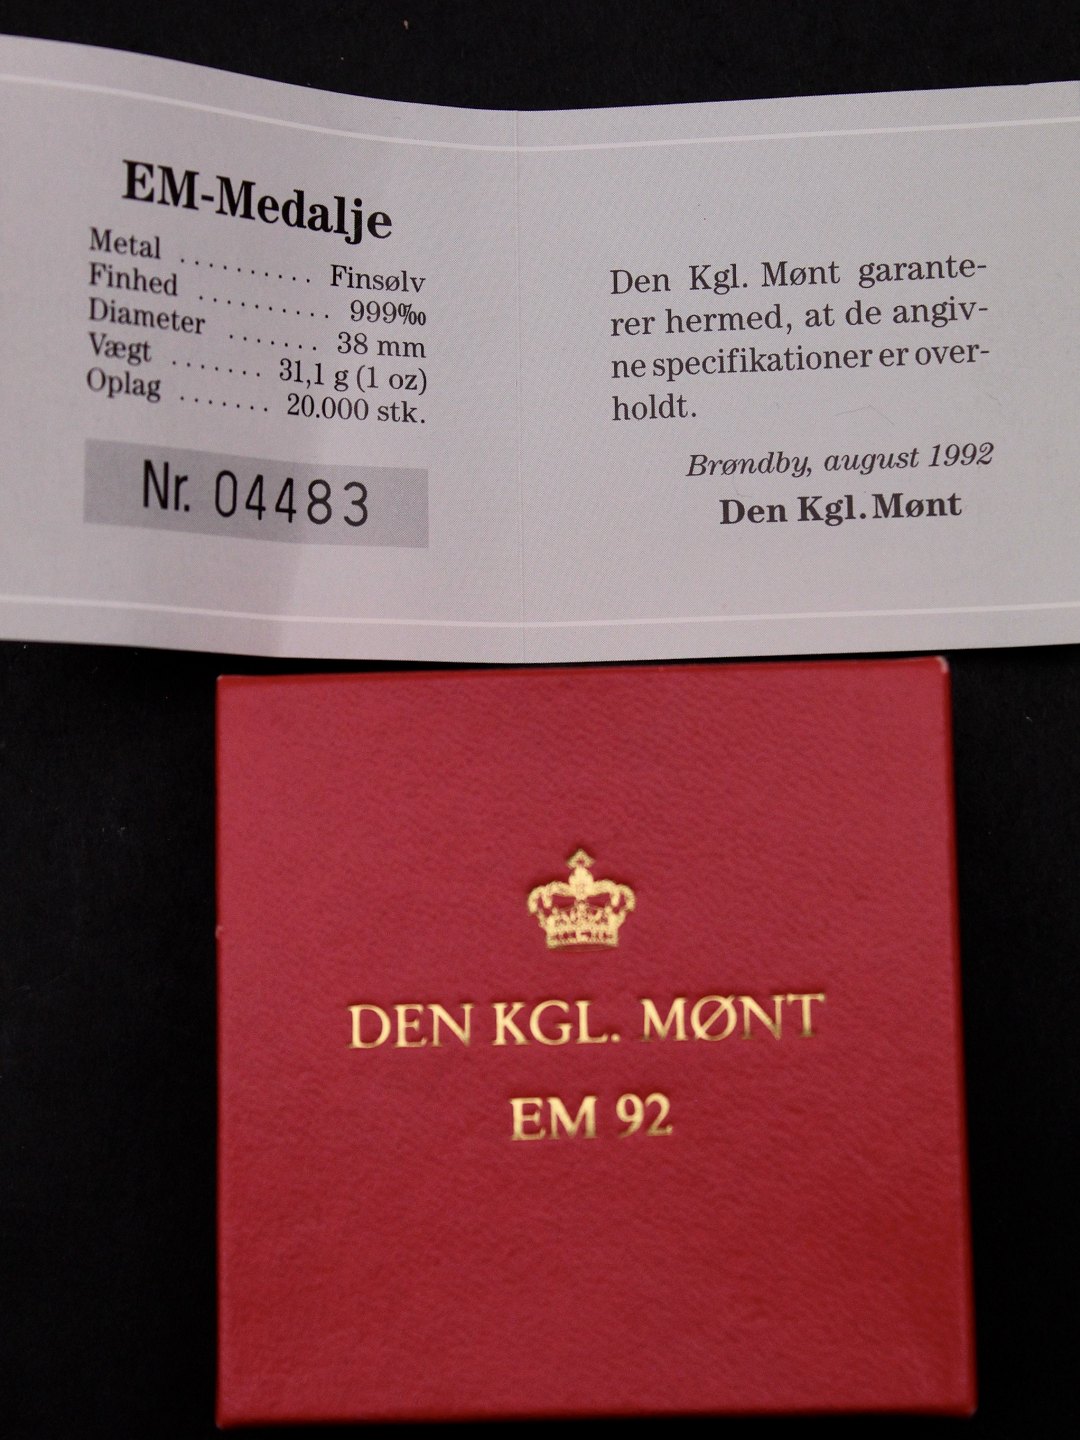 EM-Medalje
Metal .......... Finsølv
Finhed .......... 999‰
Diameter ....... 38 mm
Vægt ....... 31,1 g (1 oz)
Oplag ....... 20.000 stk.
Nr. 04483
Den Kgl. Mønt garante-
rer hermed, at de angiv-
ne specifikationer er over-
holdt.
Brøndby, august 1992
Den Kgl. Mønt
DEN KGL. MØNT
EM 92